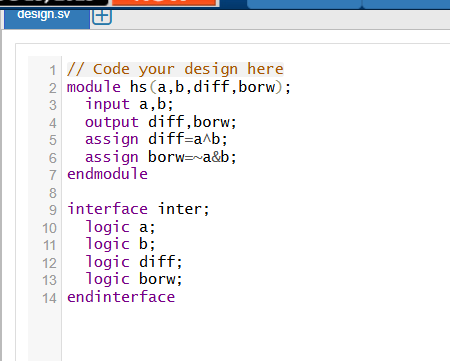 design.sv
1 // Code your design here
2 module hs(a,b,diff,borw);
3   input a,b;
4   output diff,borw;
5   assign diff=a^b;
6   assign borw=~a&b;
7 endmodule
8
9 interface inter;
10   logic a;
11   logic b;
12   logic diff;
13   logic borw;
14 endinterface